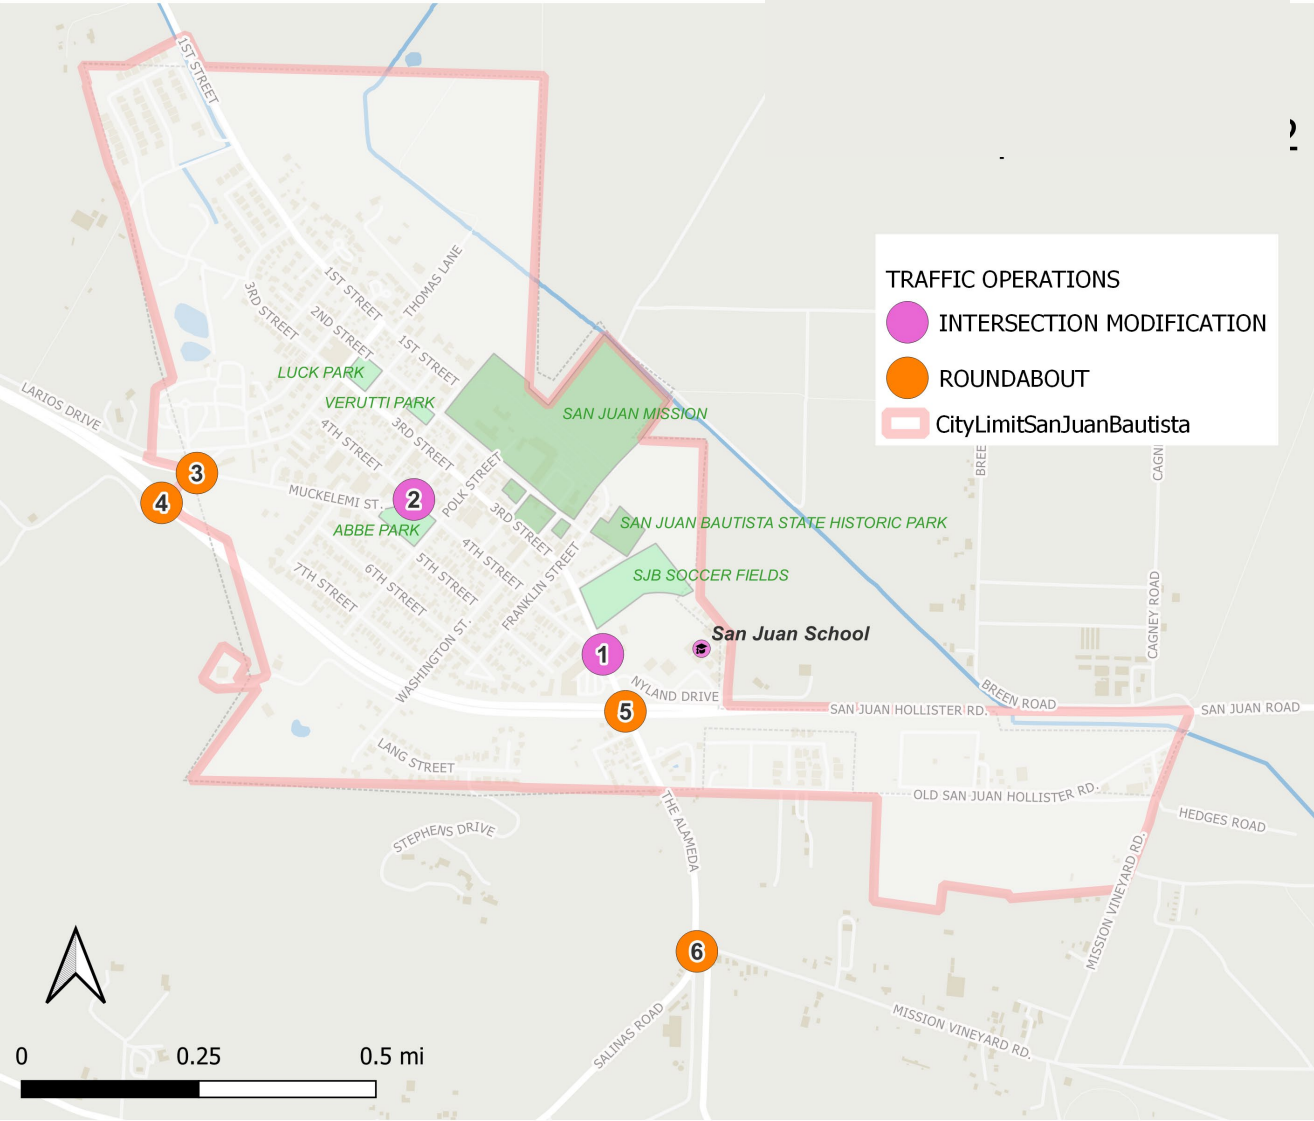 2
1ST STREET
TRAFFIC OPERATIONS
INTERSECTION MODIFICATION
ROUNDABOUT
CityLimitSanJuanBautista
THOMAS LANE
1ST STREET
3RD STREET
2ND STREET
1ST STREET
LUCK PARK
VERUTTI PARK
SAN JUAN MISSION
LARIOS DRIVE
3RD STREET
4TH STREET
BREE
CAGN
3
4
MUCKELEMI ST.
2
POLK STREET
ABBE PARK
3RD STREET
SAN JUAN BAUTISTA STATE HISTORIC PARK
4TH STREET
5TH STREET
6TH STREET
7TH STREET
FRANKLIN STREET
SJB SOCCER FIELDS
CAGNEY ROAD
WASHINGTON ST.
1
San Juan School
NYLAND DRIVE
5
BREEN ROAD
SAN JUAN HOLLISTER RD.
SAN JUAN ROAD
LANG STREET
OLD SAN JUAN HOLLISTER RD.
HEDGES ROAD
STEPHENS DRIVE
THE ALAMEDA
MISSION VINEYARD RD.
6
SALINAS ROAD
MISSION VINEYARD RD.
0 0.25 0.5 mi